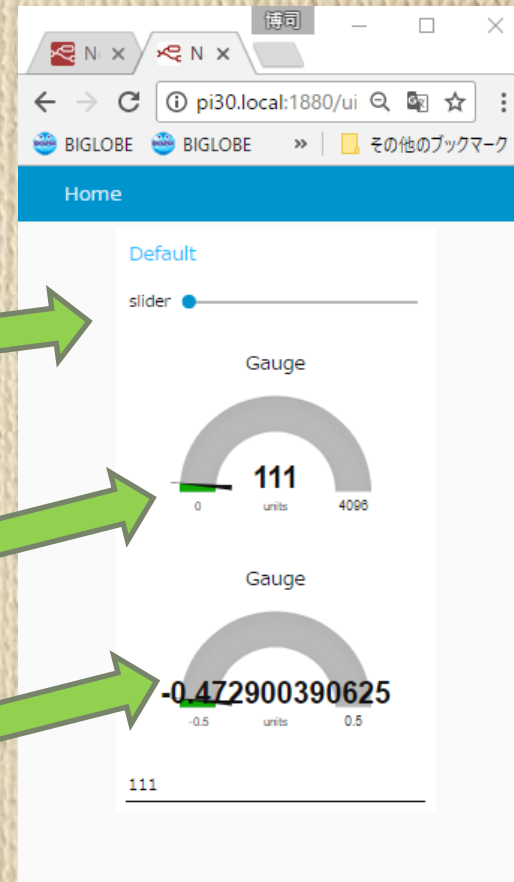 博司
N
N
pi30.local:1880/ui
BIGLOBE BIGLOBE » その他のブックマーク
Home
Default
slider
Gauge
111
0 units 4096
Gauge
-0.472900390625
-0.5 units 0.5
111